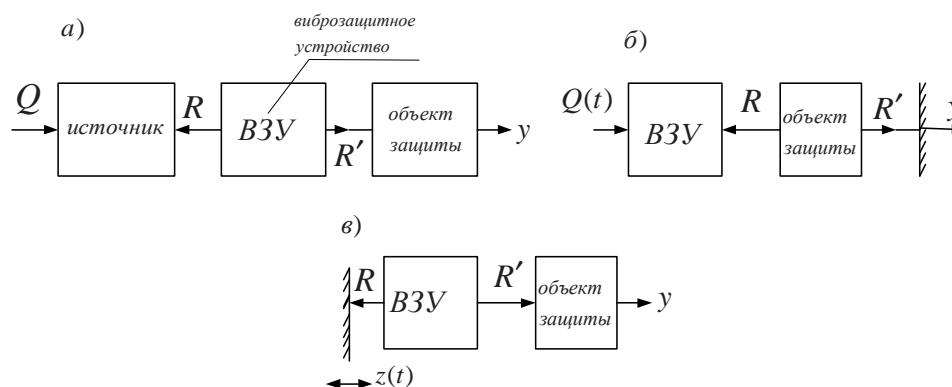 а)
виброзащитное
устройство
Q
источник
R
ВЗУ
R′
объект
защиты
y
б)
Q(t)
ВЗУ
R
объект
защиты
R′
y
в)
R
ВЗУ
R′
объект
защиты
y
z(t)